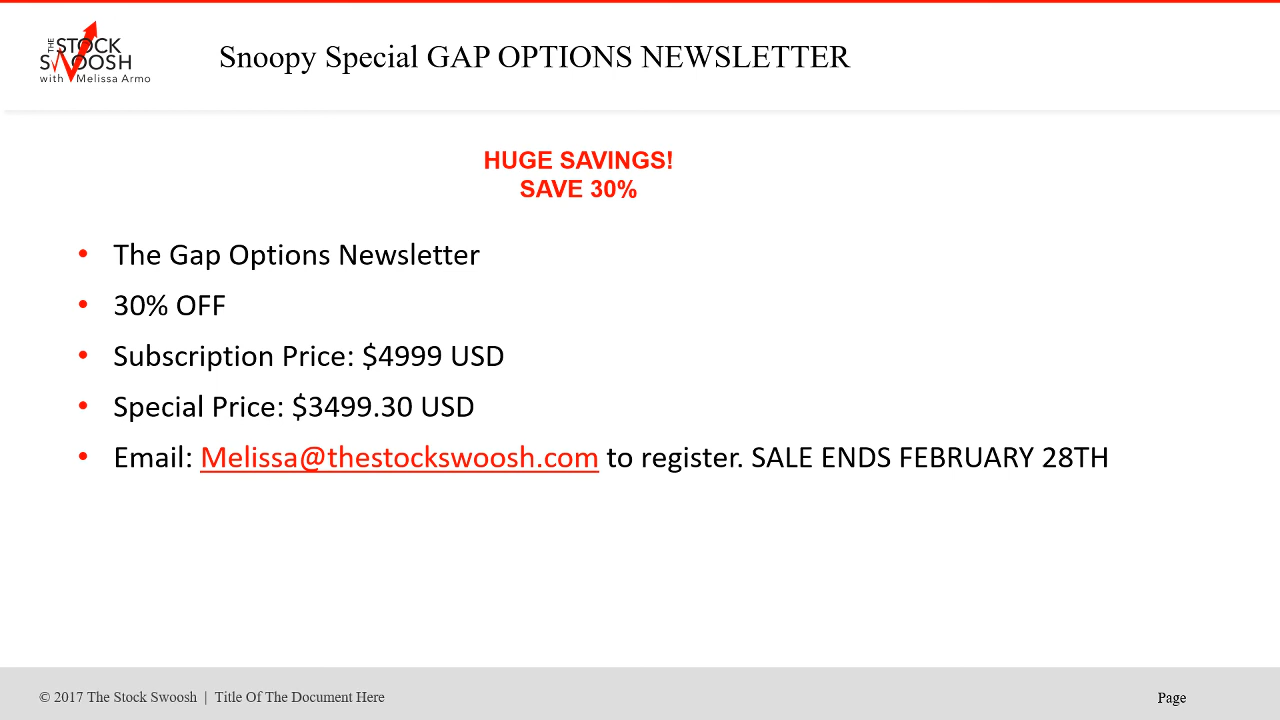 THE STOCK
SWOOSH
with Melissa Armo
Snoopy Special GAP OPTIONS NEWSLETTER
HUGE SAVINGS!
SAVE 30%
• The Gap Options Newsletter
• 30% OFF
• Subscription Price: $4999 USD
• Special Price: $3499.30 USD
• Email: Melissa@thestockswoosh.com to register. SALE ENDS FEBRUARY 28TH
© 2017 The Stock Swoosh | Title Of The Document Here
Page